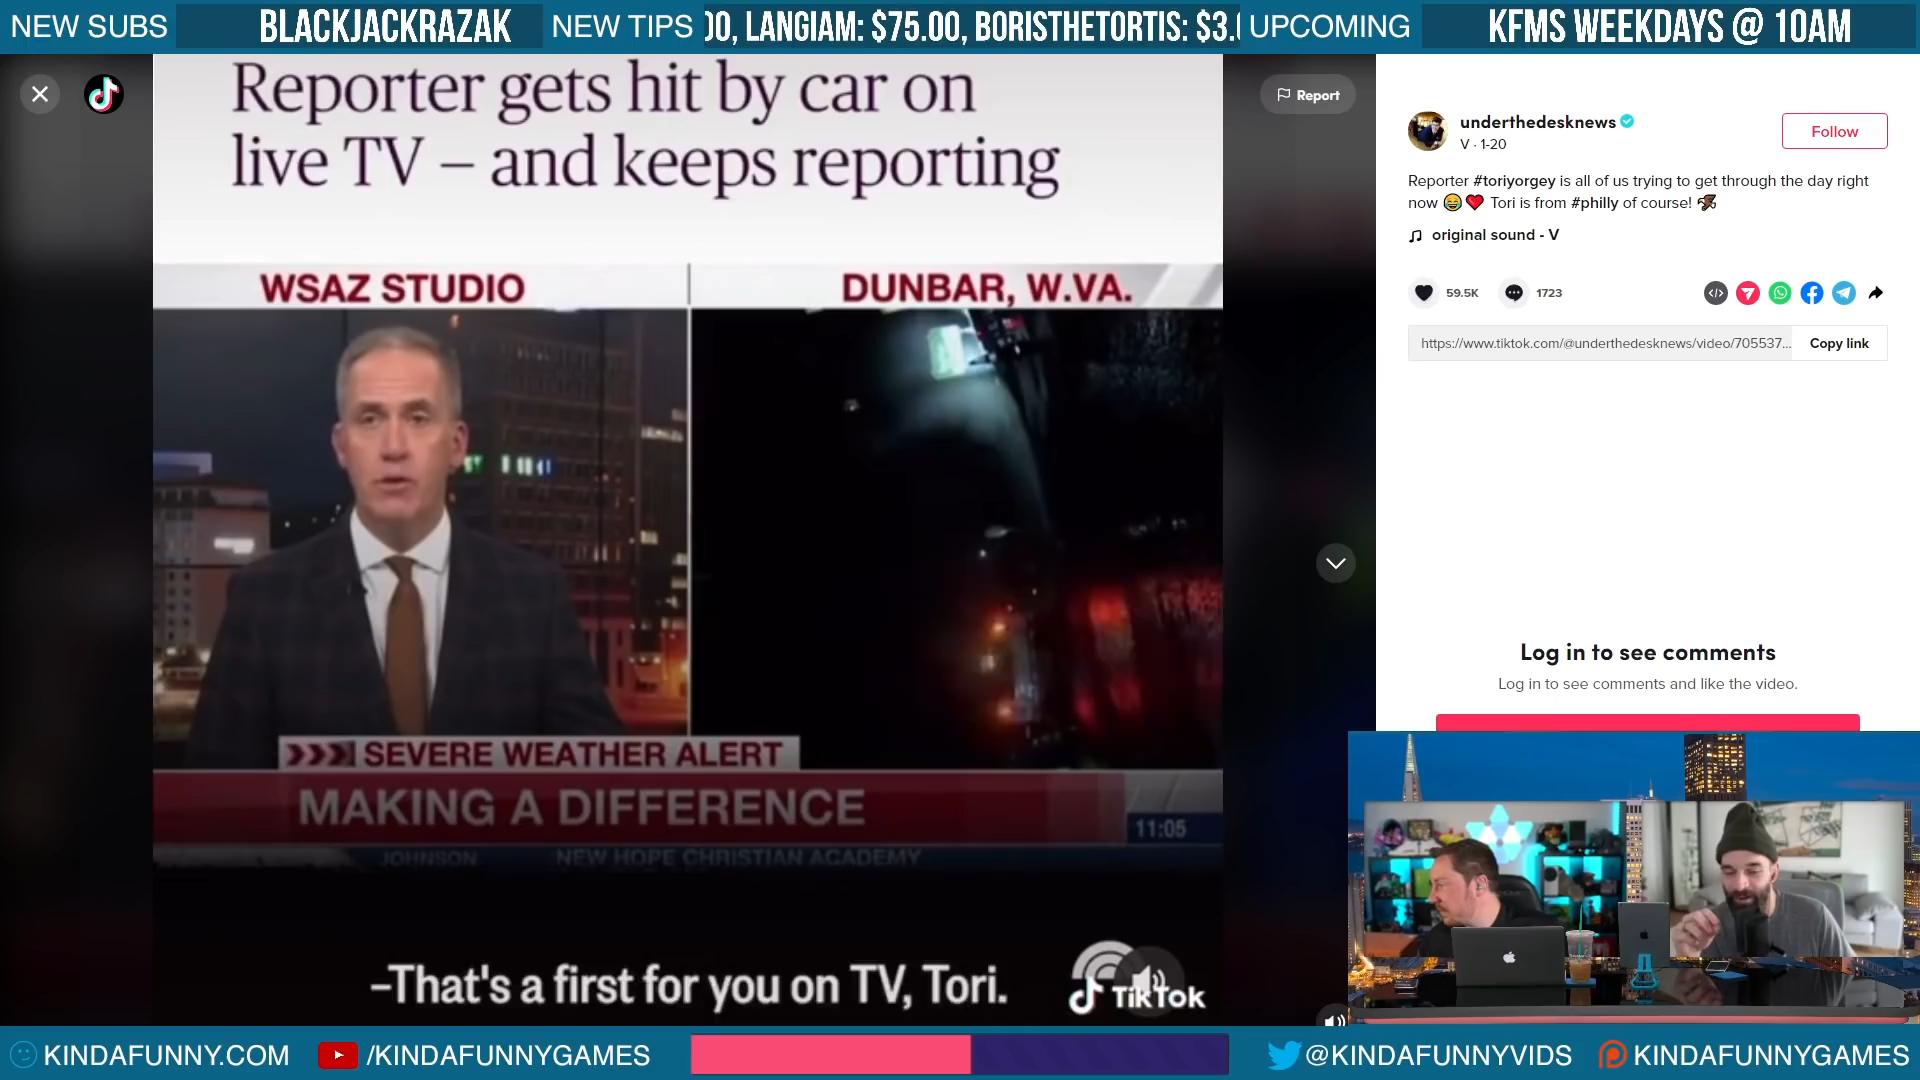 NEW SUBS
BLACKJACKRAZAK
NEW TIPS
00, LANGIAM: $75.00, BORISTHETORTIS: $3.
UPCOMING
KFMS WEEKDAYS @ 10AM
Reporter gets hit by car on
live TV – and keeps reporting
Report
WSAZ STUDIO
DUNBAR, W.VA.
SEVERE WEATHER ALERT
MAKING A DIFFERENCE
11:05
JOHNSON
NEW HOPE CHRISTIAN ACADEMY
-That's a first for you on TV, Tori.
TikTok
underthedesknews
V · 1-20
Follow
Reporter #toriyorgey is all of us trying to get through the day right
now 😂❤️ Tori is from #philly of course! 🦅
original sound - V
59.5K
1723
https://www.tiktok.com/@underthedesknews/video/705537...
Copy link
Log in to see comments
Log in to see comments and like the video.
KINDAFUNNY.COM
/KINDAFUNNYGAMES
@KINDAFUNNYVIDS
KINDAFUNNYGAMES